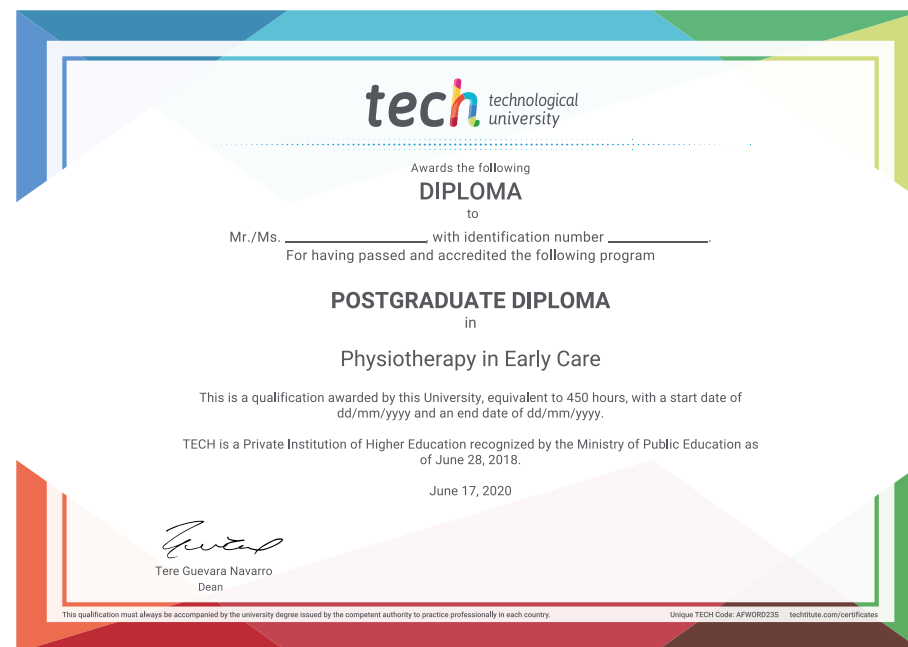 tech technological
university
Awards the following
DIPLOMA
to
Mr./Ms. ____________, with identification number ____________.
For having passed and accredited the following program
POSTGRADUATE DIPLOMA
in
Physiotherapy in Early Care
This is a qualification awarded by this University, equivalent to 450 hours, with a start date of
dd/mm/yyyy and an end date of dd/mm/yyyy.
TECH is a Private Institution of Higher Education recognized by the Ministry of Public Education as
of June 28, 2018.
June 17, 2020
Tere Guevara Navarro
Dean
This qualification must always be accompanied by the university degree issued by the competent authority to practice professionally in each country.
Unique TECH Code: AFWORD23S techtitute.com/certificates